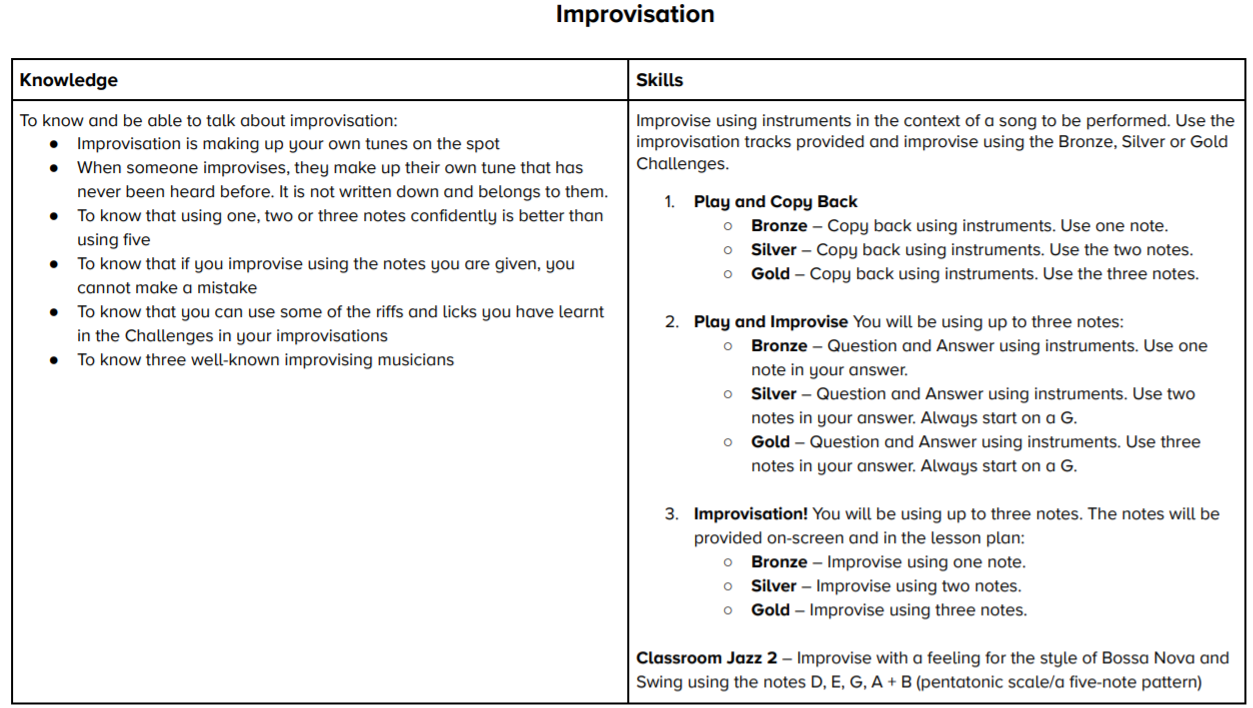 Improvisation
Knowledge
To know and be able to talk about improvisation:
● Improvisation is making up your own tunes on the spot
● When someone improvises, they make up their own tune that has
never been heard before. It is not written down and belongs to them.
● To know that using one, two or three notes confidently is better than
using five
● To know that if you improvise using the notes you are given, you
cannot make a mistake
● To know that you can use some of the riffs and licks you have learnt
in the Challenges in your improvisations
● To know three well-known improvising musicians
Skills
Improvise using instruments in the context of a song to be performed. Use the
improvisation tracks provided and improvise using the Bronze, Silver or Gold
Challenges.
1. Play and Copy Back
○ Bronze – Copy back using instruments. Use one note.
○ Silver – Copy back using instruments. Use the two notes.
○ Gold – Copy back using instruments. Use the three notes.
2. Play and Improvise You will be using up to three notes:
○ Bronze – Question and Answer using instruments. Use one
note in your answer.
○ Silver – Question and Answer using instruments. Use two
notes in your answer. Always start on a G.
○ Gold – Question and Answer using instruments. Use three
notes in your answer. Always start on a G.
3. Improvisation! You will be using up to three notes. The notes will be
provided on-screen and in the lesson plan:
○ Bronze – Improvise using one note.
○ Silver – Improvise using two notes.
○ Gold – Improvise using three notes.
Classroom Jazz 2 – Improvise with a feeling for the style of Bossa Nova and
Swing using the notes D, E, G, A + B (pentatonic scale/a five-note pattern)